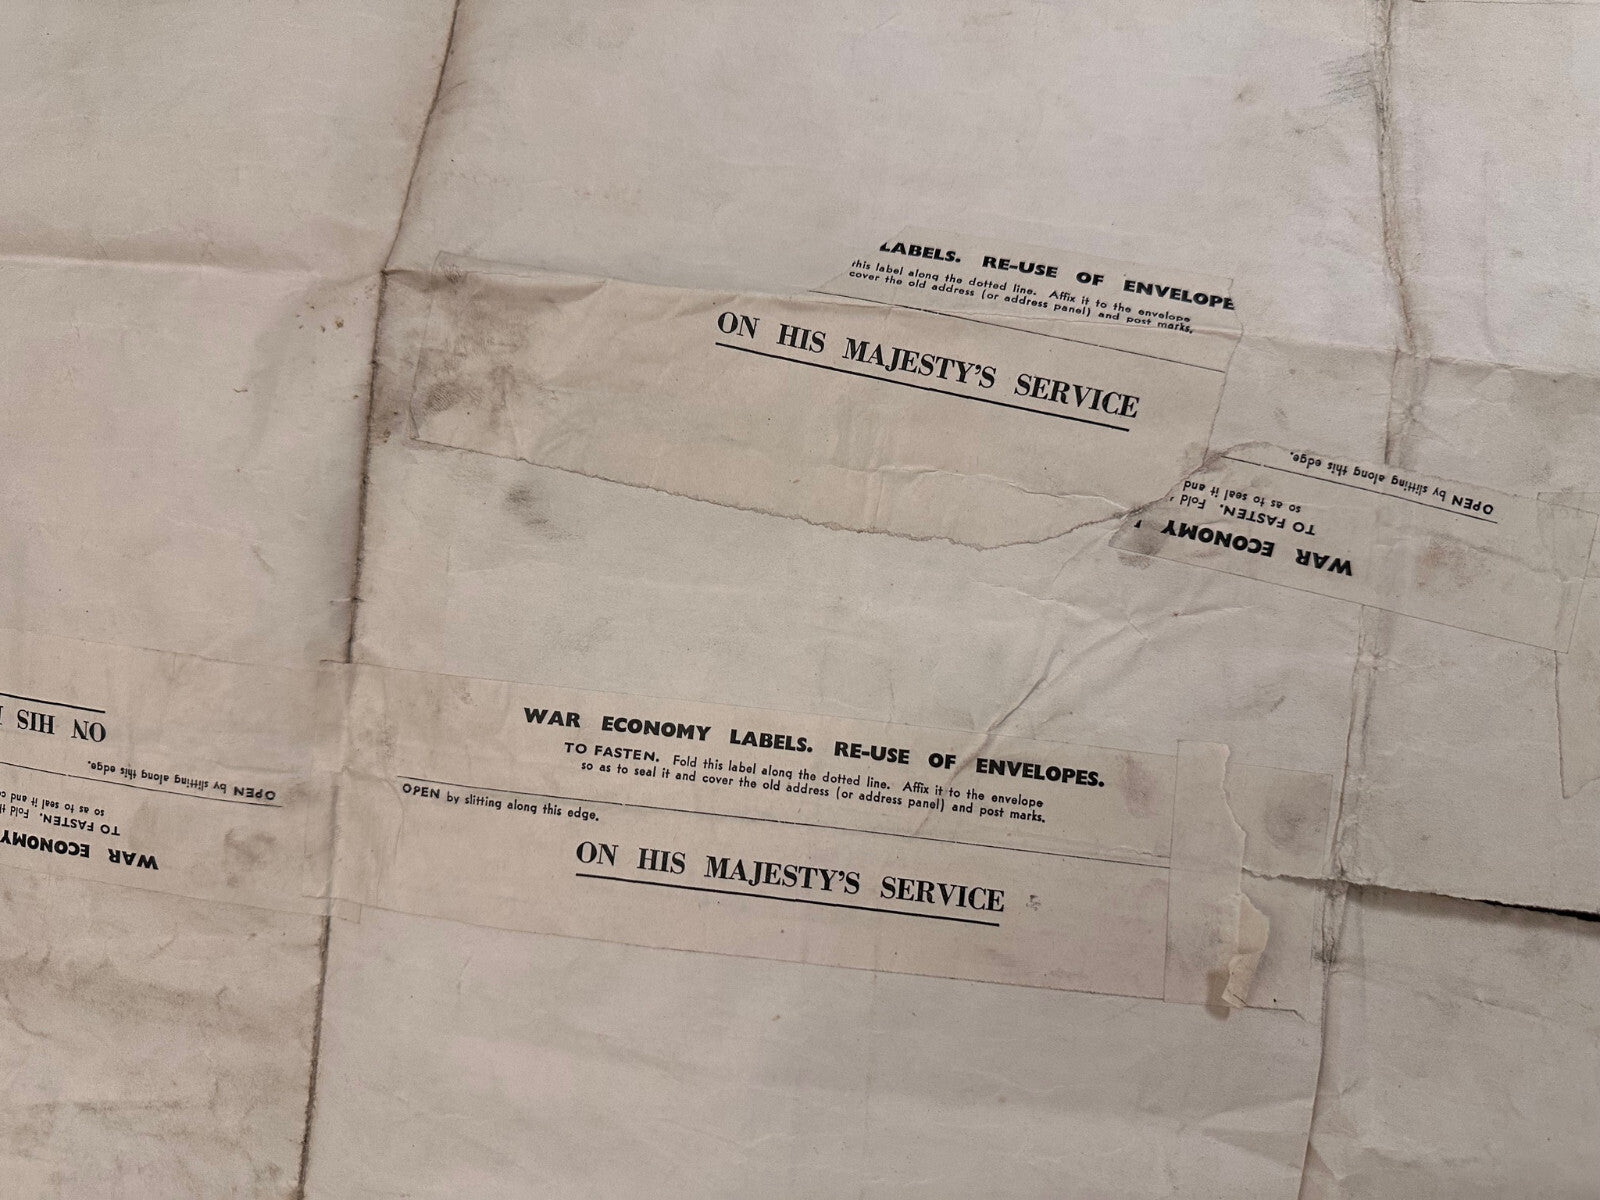 LABELS. RE-USE OF ENVELOPE
this label along the dotted line. Affix it to the envelope
cover the old address (or address panel) and post marks.
ON HIS MAJESTY'S SERVICE
OPEN by slitting along this edge.
so as to seal it and
TO FASTEN. Fold
WAR ECONOMY
WAR ECONOMY LABELS. RE-USE OF ENVELOPES.
TO FASTEN. Fold this label along the dotted line. Affix it to the envelope
so as to seal it and cover the old address (or address panel) and post marks.
OPEN by slitting along this edge.
ON HIS MAJESTY'S SERVICE
ON HIS
OPEN by slitting along this edge.
so as to seal it and
TO FASTEN. Fold
WAR ECONOMY